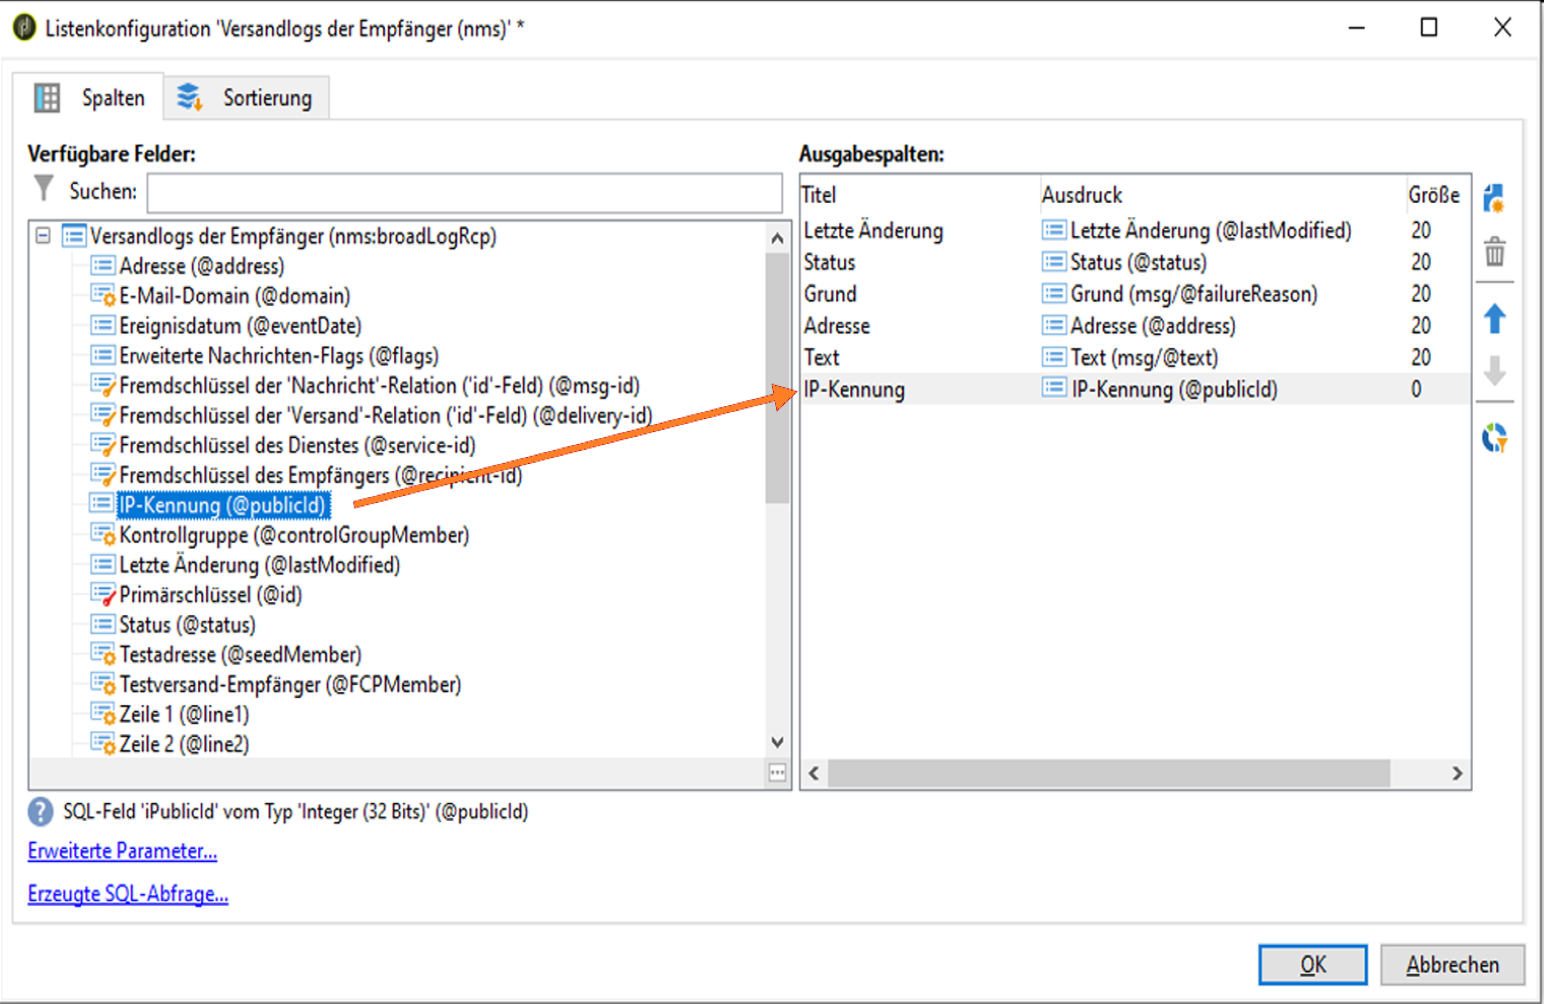 Listenkonfiguration 'Versandlogs der Empfänger (nms)' *
Spalten
Sortierung
Verfügbare Felder:
Suchen:
Versandlogs der Empfänger (nms:broadLogRcp)
Adresse (@address)
E-Mail-Domain (@domain)
Ereignisdatum (@eventDate)
Erweiterte Nachrichten-Flags (@flags)
Fremdschlüssel der 'Nachricht'-Relation ('id'-Feld) (@msg-id)
Fremdschlüssel der 'Versand'-Relation ('id'-Feld) (@delivery-id)
Fremdschlüssel des Dienstes (@service-id)
Fremdschlüssel des Empfängers (@recipient-id)
IP-Kennung (@publicId)
Kontrollgruppe (@controlGroupMember)
Letzte Änderung (@lastModified)
Primärschlüssel (@id)
Status (@status)
Testadresse (@seedMember)
Testversand-Empfänger (@FCPMember)
Zeile 1 (@line1)
Zeile 2 (@line2)
Ausgabespalten:
Titel Ausdruck Größe
Letzte Änderung Letzte Änderung (@lastModified) 20
Status Status (@status) 20
Grund Grund (msg/@failureReason) 20
Adresse Adresse (@address) 20
Text Text (msg/@text) 20
IP-Kennung IP-Kennung (@publicId) 0
SQL-Feld 'iPublicId' vom Typ 'Integer (32 Bits)' (@publicId)
Erweiterte Parameter...
Erzeugte SQL-Abfrage...
OK
Abbrechen